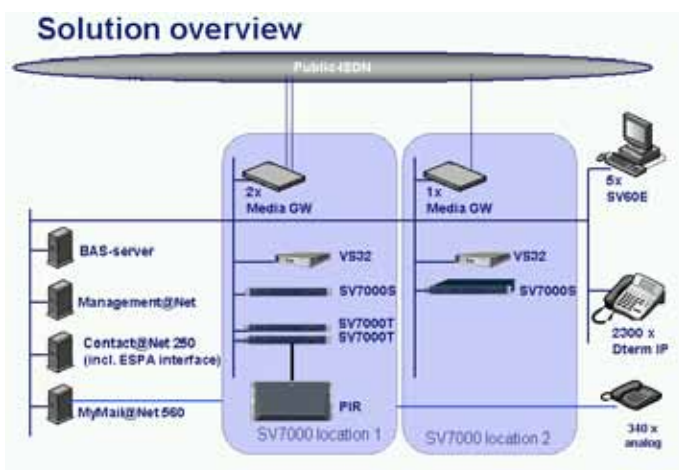 Solution overview
Public-ISDN
2x
Media GW
1x
Media GW
5x
SV60E
BAS-server
VS32
VS32
Management@Net
SV7000S
SV7000S
SV7000T
SV7000T
Contact@Net 250
(incl. ESPA interface)
2300 x
Dterm IP
MyMail@Net 560
PIR
340 x
analog
SV7000 location 1
SV7000 location 2